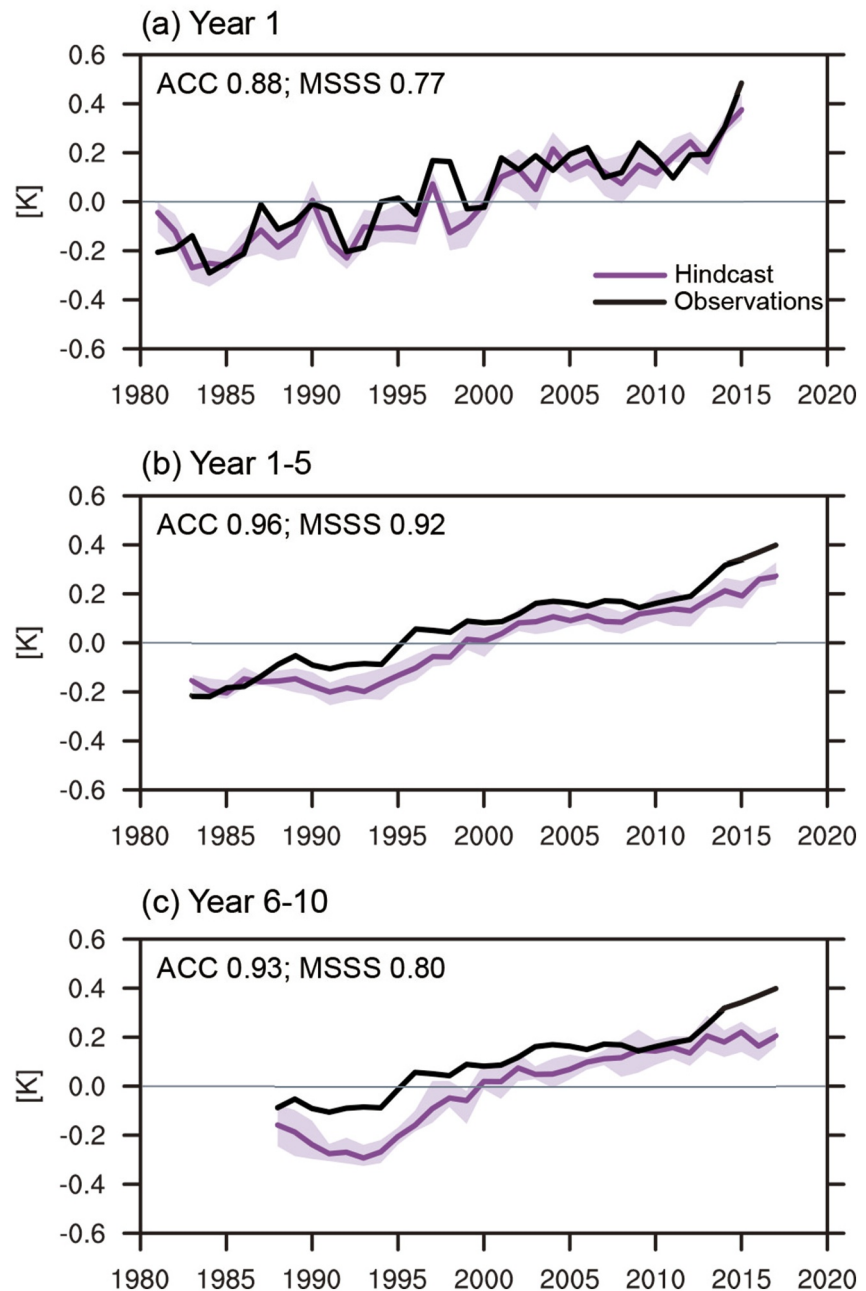 (a) Year 1
0.6
ACC 0.88; MSSS 0.77
0.4
0.2
[K]
0.0
-0.2
Hindcast
Observations
-0.4
-0.6
1980 1985 1990 1995 2000 2005 2010 2015 2020
(b) Year 1-5
0.6
ACC 0.96; MSSS 0.92
0.4
0.2
[K]
0.0
-0.2
-0.4
-0.6
1980 1985 1990 1995 2000 2005 2010 2015 2020
(c) Year 6-10
0.6
ACC 0.93; MSSS 0.80
0.4
0.2
[K]
0.0
-0.2
-0.4
-0.6
1980 1985 1990 1995 2000 2005 2010 2015 2020